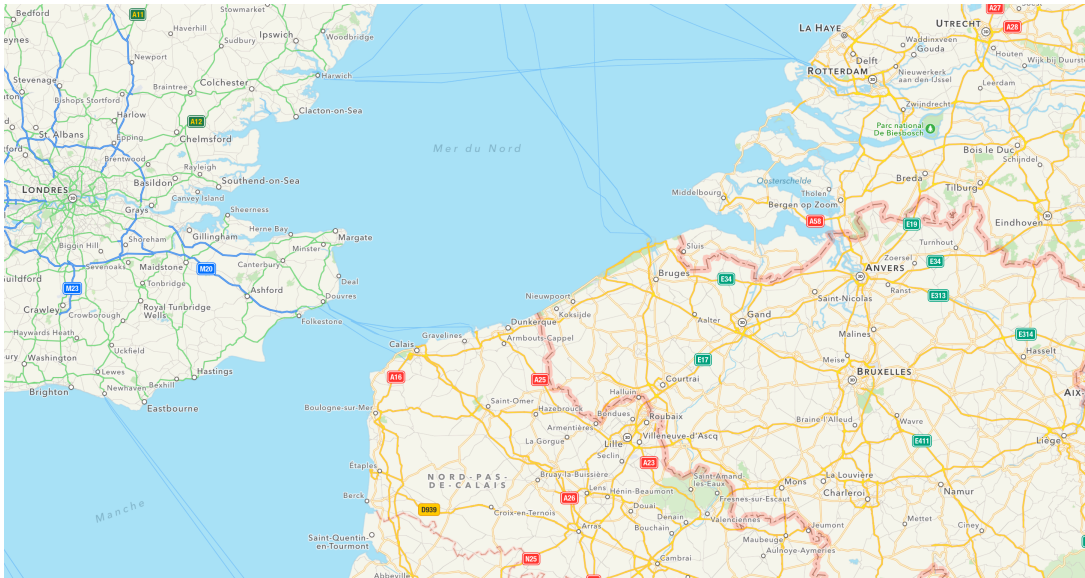 Bedford
A11
Stowmarket
Haverhill
Ipswich
Woodbridge
Sudbury
Newport
Stevenage
Braintree
Colchester
Harwich
Bishops Stortford
Clacton-on-Sea
Harlow
A12
St. Albans
Epping
Chelmsford
Brentwood
Rayleigh
LONDRES
Basildon
Southend-on-Sea
Canvey Island
Grays
Sheerness
Gillingham
Herne Bay
Margate
Biggin Hill
Shoreham
Minster
Sevenoaks
Maidstone
M20
Canterbury
Tonbridge
Deal
M23
Ashford
Douvres
Crawley
Royal Tunbridge
Wells
Crowborough
Folkestone
Haywards Heath
Uckfield
Washington
Lewes
Hastings
Bexhill
Brighton
Newhaven
Eastbourne
Mer du Nord
Manche
LA HAYE
UTRECHT
A27
A28
Waddinxveen
Gouda
Houten
Delft
Wijk bij Duurste
ROTTERDAM
Nieuwerkerk
aan den-IJssel
Leerdam
Zwijndrecht
Parc national
De Biesbosch
Bois le Duc
Schijndel
Breda
Tilburg
Oosterschelde
Tholen
Middelbourg
Bergen op Zoom
A58
E19
Eindhoven
Sluis
Turnhout
Zoersel
E34
Bruges
E34
ANVERS
Ranst
E313
Nieuwpoort
Saint-Nicolas
Koksijde
Aalter
Gand
Dunkerque
Gravelines
Armbouts-Cappel
Malines
E314
Calais
Hasselt
Meise
E17
A16
A25
BRUXELLES
Courtrai
Halluin
Aix
Saint-Omer
Boulogne-sur-Mer
Hazebrouck
Bondues
Roubaix
Armentières
Braine l'Alleud
Wavre
La Gorgue
Lille
Villeneuve-d'Ascq
E411
Liège
Seclin
A23
Étaples
NORD-PAS-
DE-CALAIS
Bruay-la-Buissière
Saint-Amand-
les-Eaux
Mons
La Louvière
Lens
Hénin-Beaumont
Berck
A26
Fresnes-sur-Escaut
Charleroi
Namur
D939
Croix-en-Ternois
Douai
Denain
Valenciennes
Arras
Bouchain
Mettet
Ciney
Jeumont
Maubeuge
Saint-Quentin-
en-Tourmont
Aulnoye-Aymeries
N25
Cambrai
Abbeville